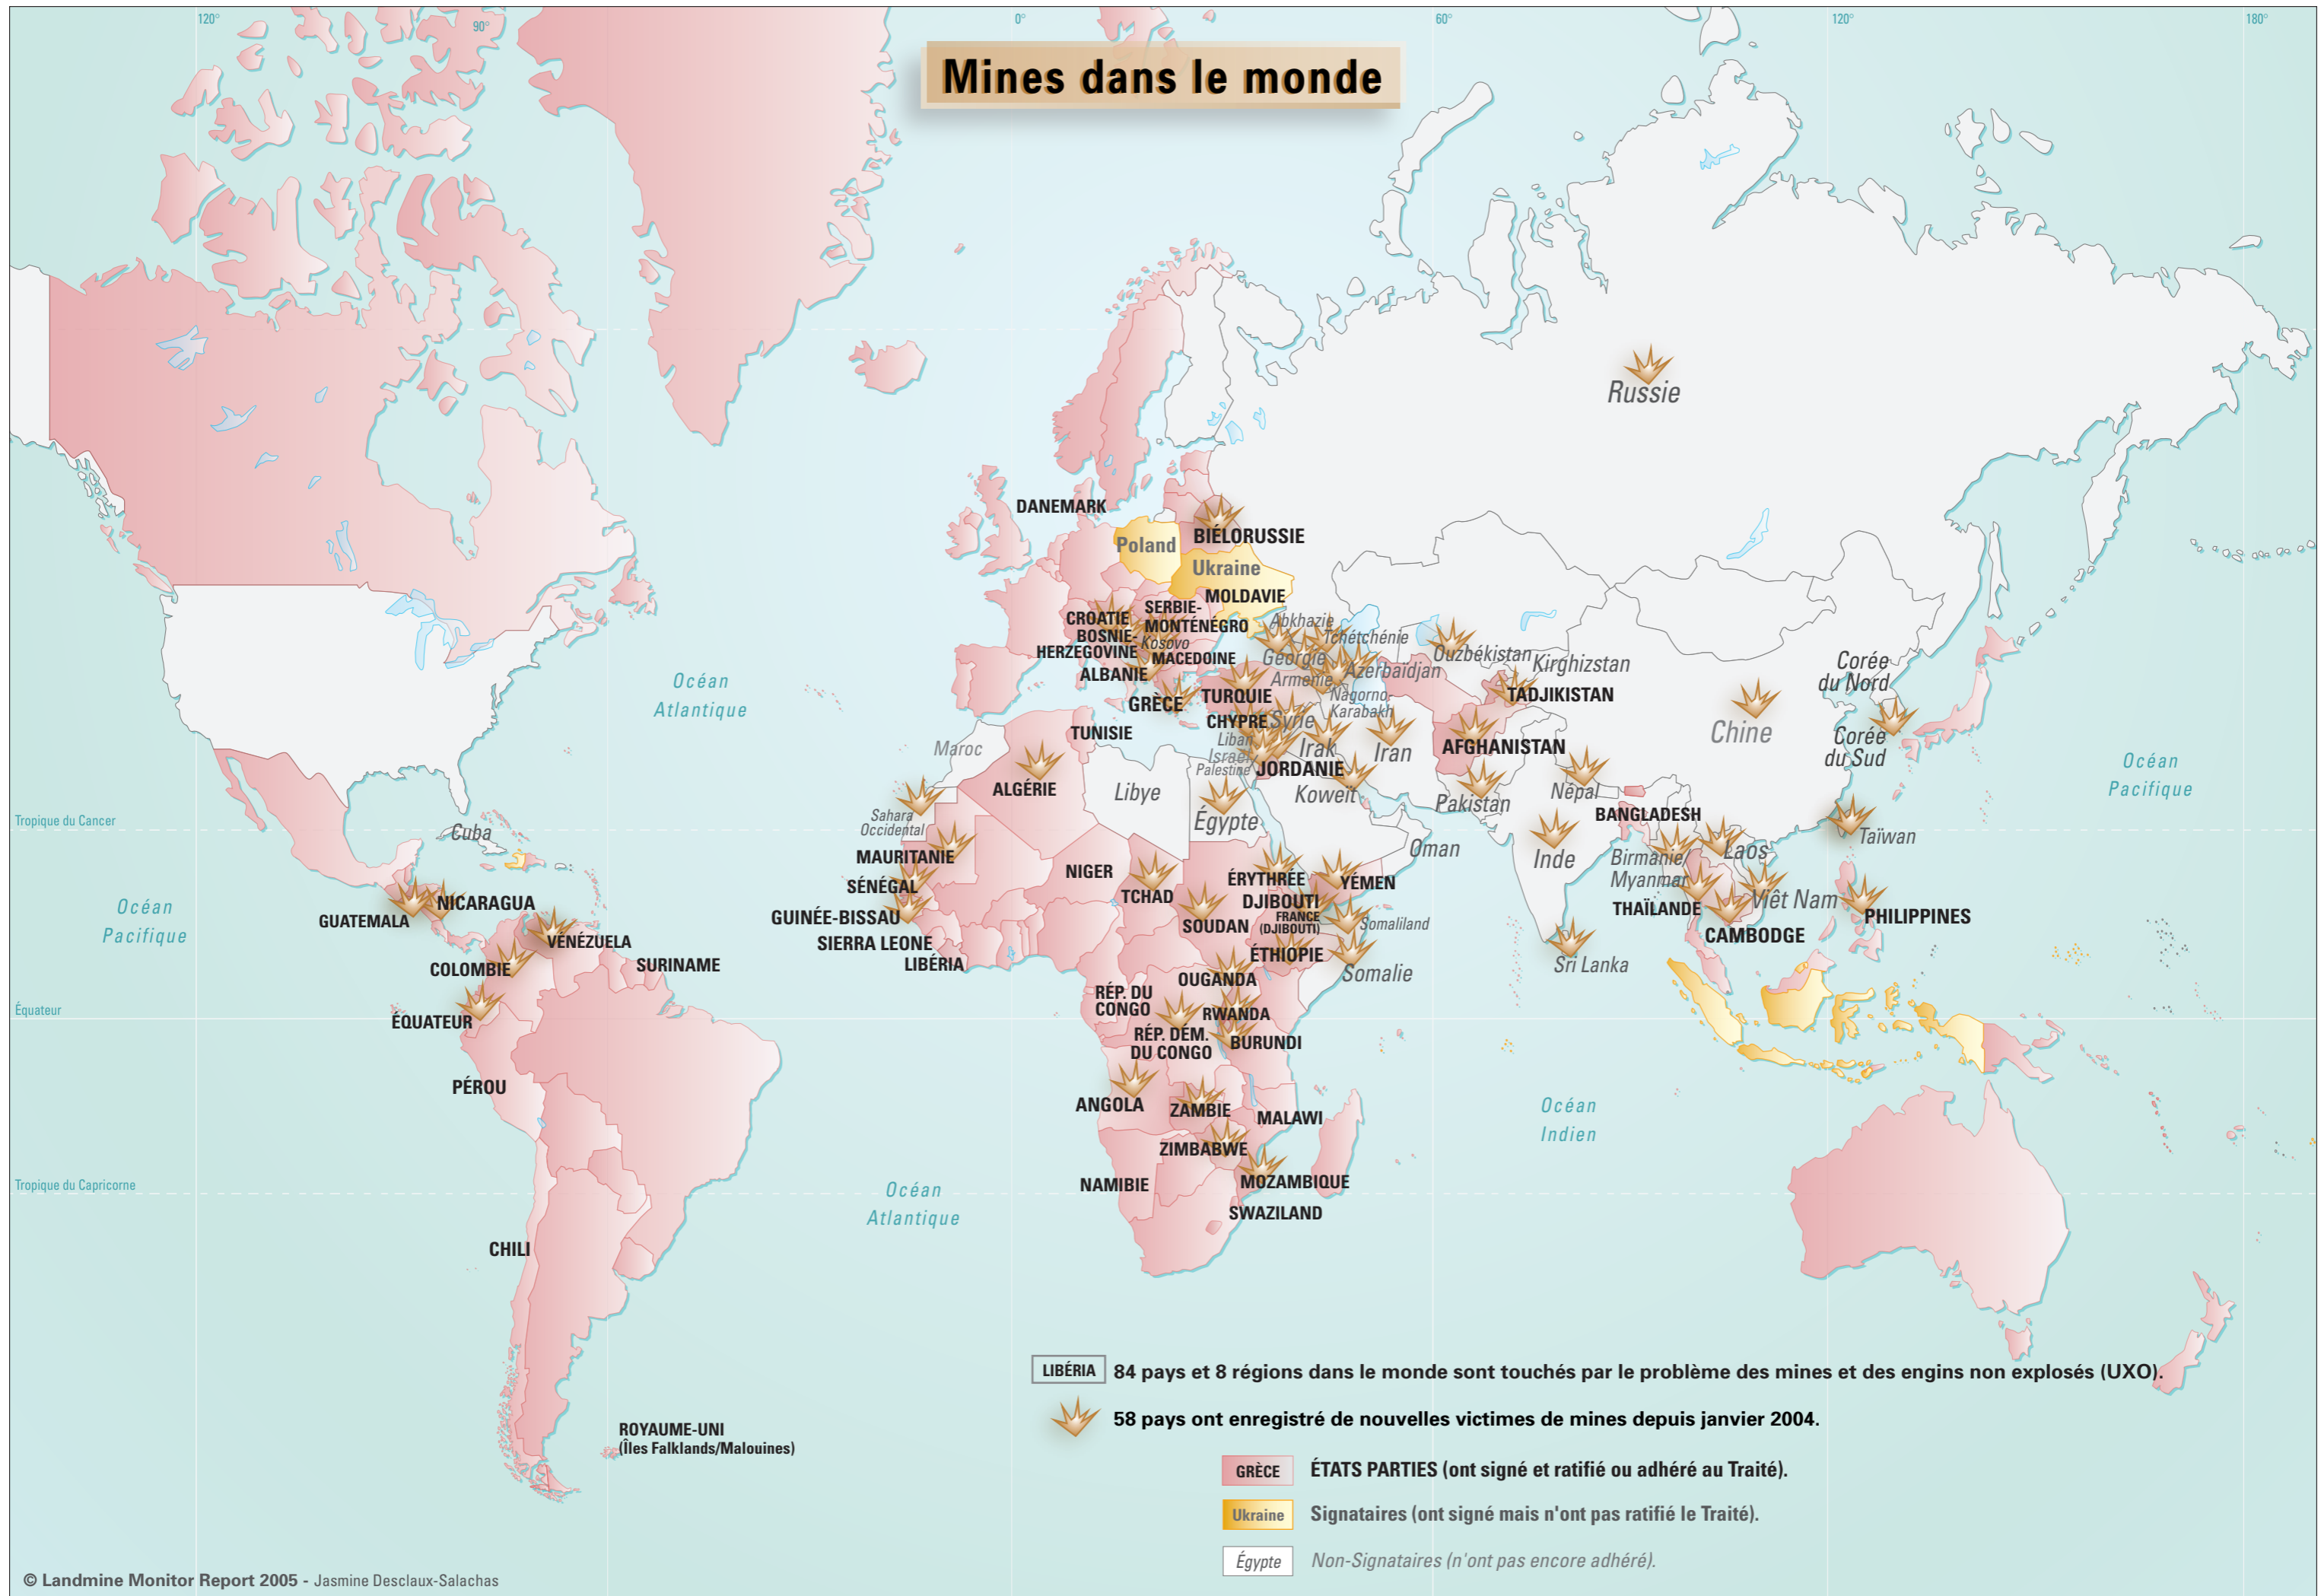 120°
90°
0°
60°
120°
180°
Mines dans le monde
Russie
DANEMARK
Poland
BIÉLORUSSIE
Ukraine
MOLDAVIE
CROATIE
SERBIE-
MONTÉNÉGRO
BOSNIE-
HERZEGOVINE
Kosovo
MACEDOINE
ALBANIE
GRÈCE
Abkhazie
Tchétchénie
Géorgie
Azerbaïdjan
Arménie
Nagorno-
Karabakh
TURQUIE
Ouzbékistan
Kirghizstan
TADJIKISTAN
Corée
du Nord
Corée
du Sud
Chine
Océan
Atlantique
CHYPRE
Syrie
Liban
Israël
Palestine
JORDANIE
Irak
Iran
Koweït
AFGHANISTAN
Pakistan
Népal
Océan
Pacifique
TUNISIE
Maroc
ALGÉRIE
Libye
Égypte
Sahara
Occidental
Tropique du Cancer
Cuba
BANGLADESH
Taïwan
Inde
Birmanie/
Myanmar
Laos
Viêt Nam
THAÏLANDE
CAMBODGE
PHILIPPINES
Sri Lanka
Oman
MAURITANIE
NIGER
TCHAD
ÉRYTHRÉE
YÉMEN
SÉNÉGAL
GUINÉE-BISSAU
SIERRA LEONE
LIBÉRIA
SOUDAN
DJIBOUTI
FRANCE
(DJIBOUTI)
Somaliland
ÉTHIOPIE
Somalie
Océan
Pacifique
GUATEMALA
NICARAGUA
VÉNÉZUELA
COLOMBIE
SURINAME
Équateur
ÉQUATEUR
OUGANDA
RÉP. DU
CONGO
RWANDA
RÉP. DÉM.
DU CONGO
BURUNDI
PÉROU
ANGOLA
ZAMBIE
MALAWI
ZIMBABWE
Océan
Indien
Tropique du Capricorne
Océan
Atlantique
NAMIBIE
MOZAMBIQUE
SWAZILAND
CHILI
ROYAUME-UNI
(Îles Falklands/Malouines)
LIBÉRIA 84 pays et 8 régions dans le monde sont touchés par le problème des mines et des engins non explosés (UXO).
58 pays ont enregistré de nouvelles victimes de mines depuis janvier 2004.
GRÈCE ÉTATS PARTIES (ont signé et ratifié ou adhéré au Traité).
Ukraine Signataires (ont signé mais n'ont pas ratifié le Traité).
Égypte Non-Signataires (n'ont pas encore adhéré).
© Landmine Monitor Report 2005 - Jasmine Desclaux-Salachas